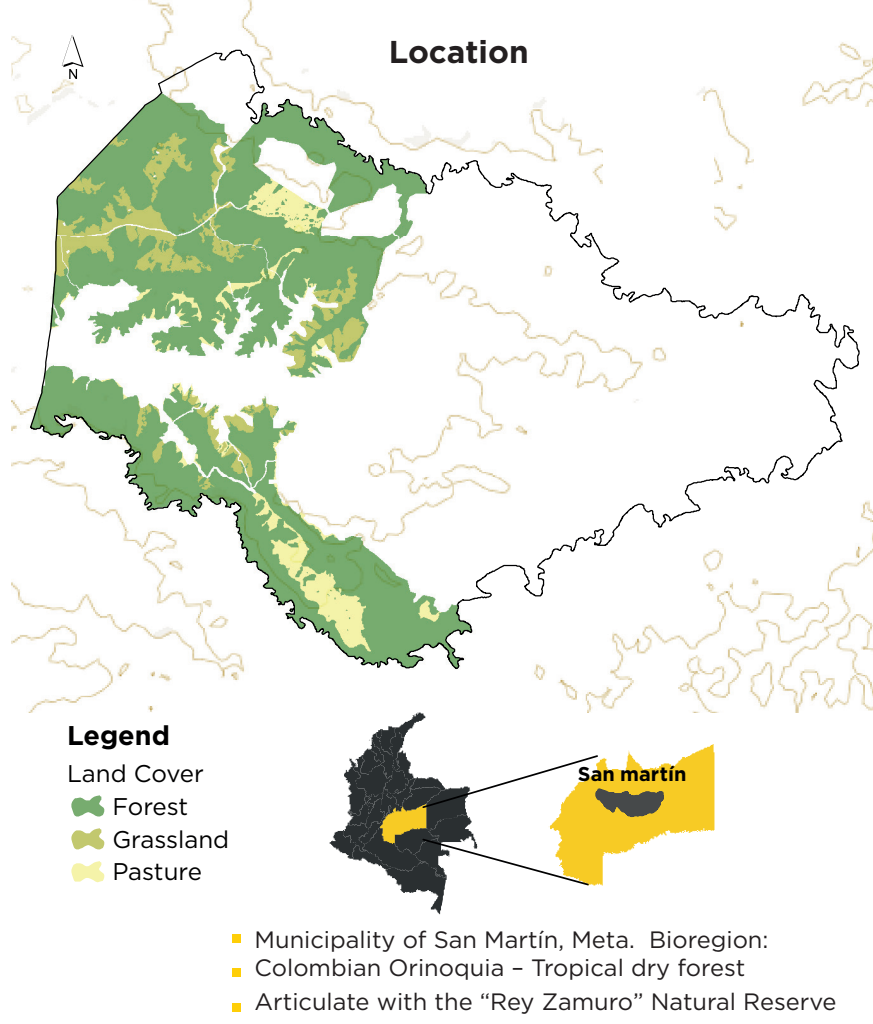 Location
N
Legend
Land Cover
Forest
Grassland
Pasture
San martín
Municipality of San Martín, Meta. Bioregion:
Colombian Orinoquia – Tropical dry forest
Articulate with the “Rey Zamuro” Natural Reserve